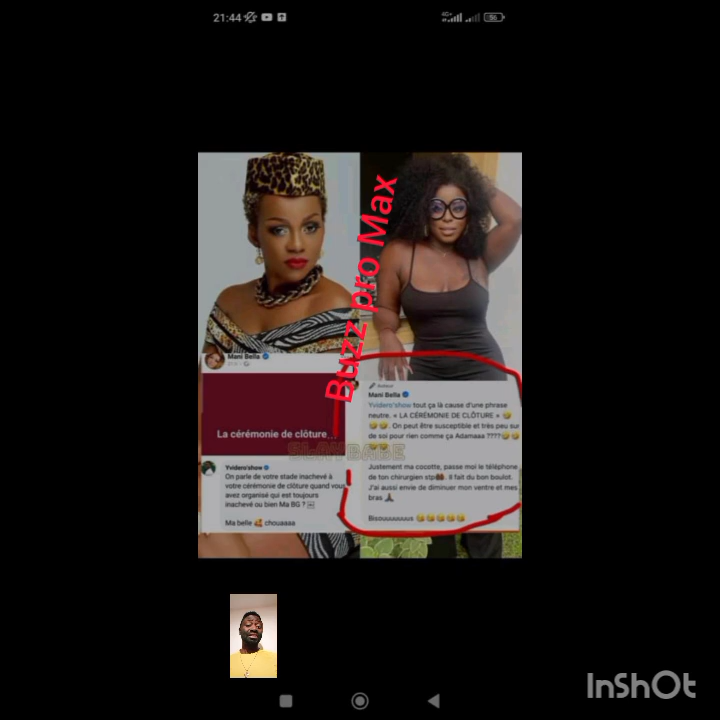 21:44
4G+
56
Buzz pro Max
Mani Bella
La cérémonie de clôture...
Yvidero'show
On parle de votre stade inachevé à
votre cérémonie de clôture quand vous
avez organisé qui est toujours
inachevé ou bien Ma BG ?
Ma belle 🥰 chouaaaa
Auteur
Mani Bella
Yvidero'show tout ça là cause d'une phrase
neutre. « LA CÉRÉMONIE DE CLÔTURE » 🤣
🤣🤣. On peut être susceptible et très peu sur
de soi pour rien comme ça Adamaaa ????🤣🤣
🤣🤣
Justement ma cocotte, passe moi le téléphone
de ton chirurgien stp. Il fait du bon boulot.
J'ai aussi envie de diminuer mon ventre et mes
bras 🙏
Bisouuuuuuus 😘😘😘😘😘
InShOt